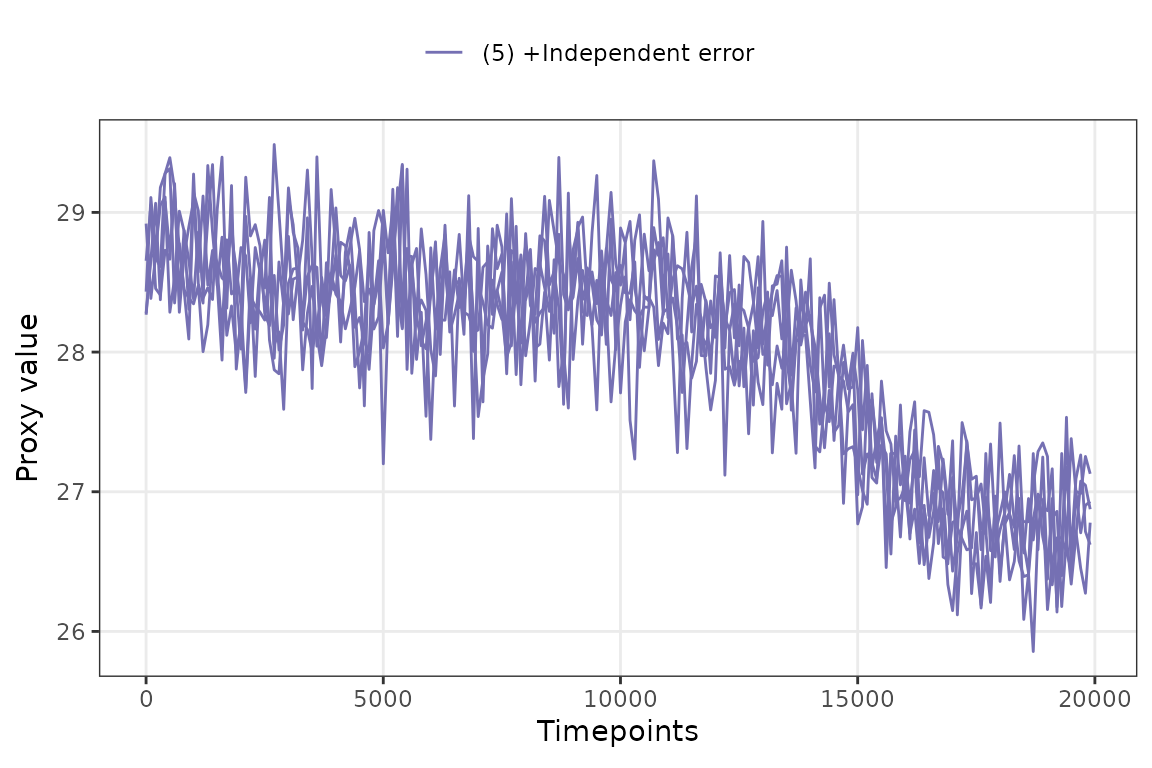 (5) +Independent error
Proxy value
29
28
27
26
0 5000 10000 15000 20000
Timepoints